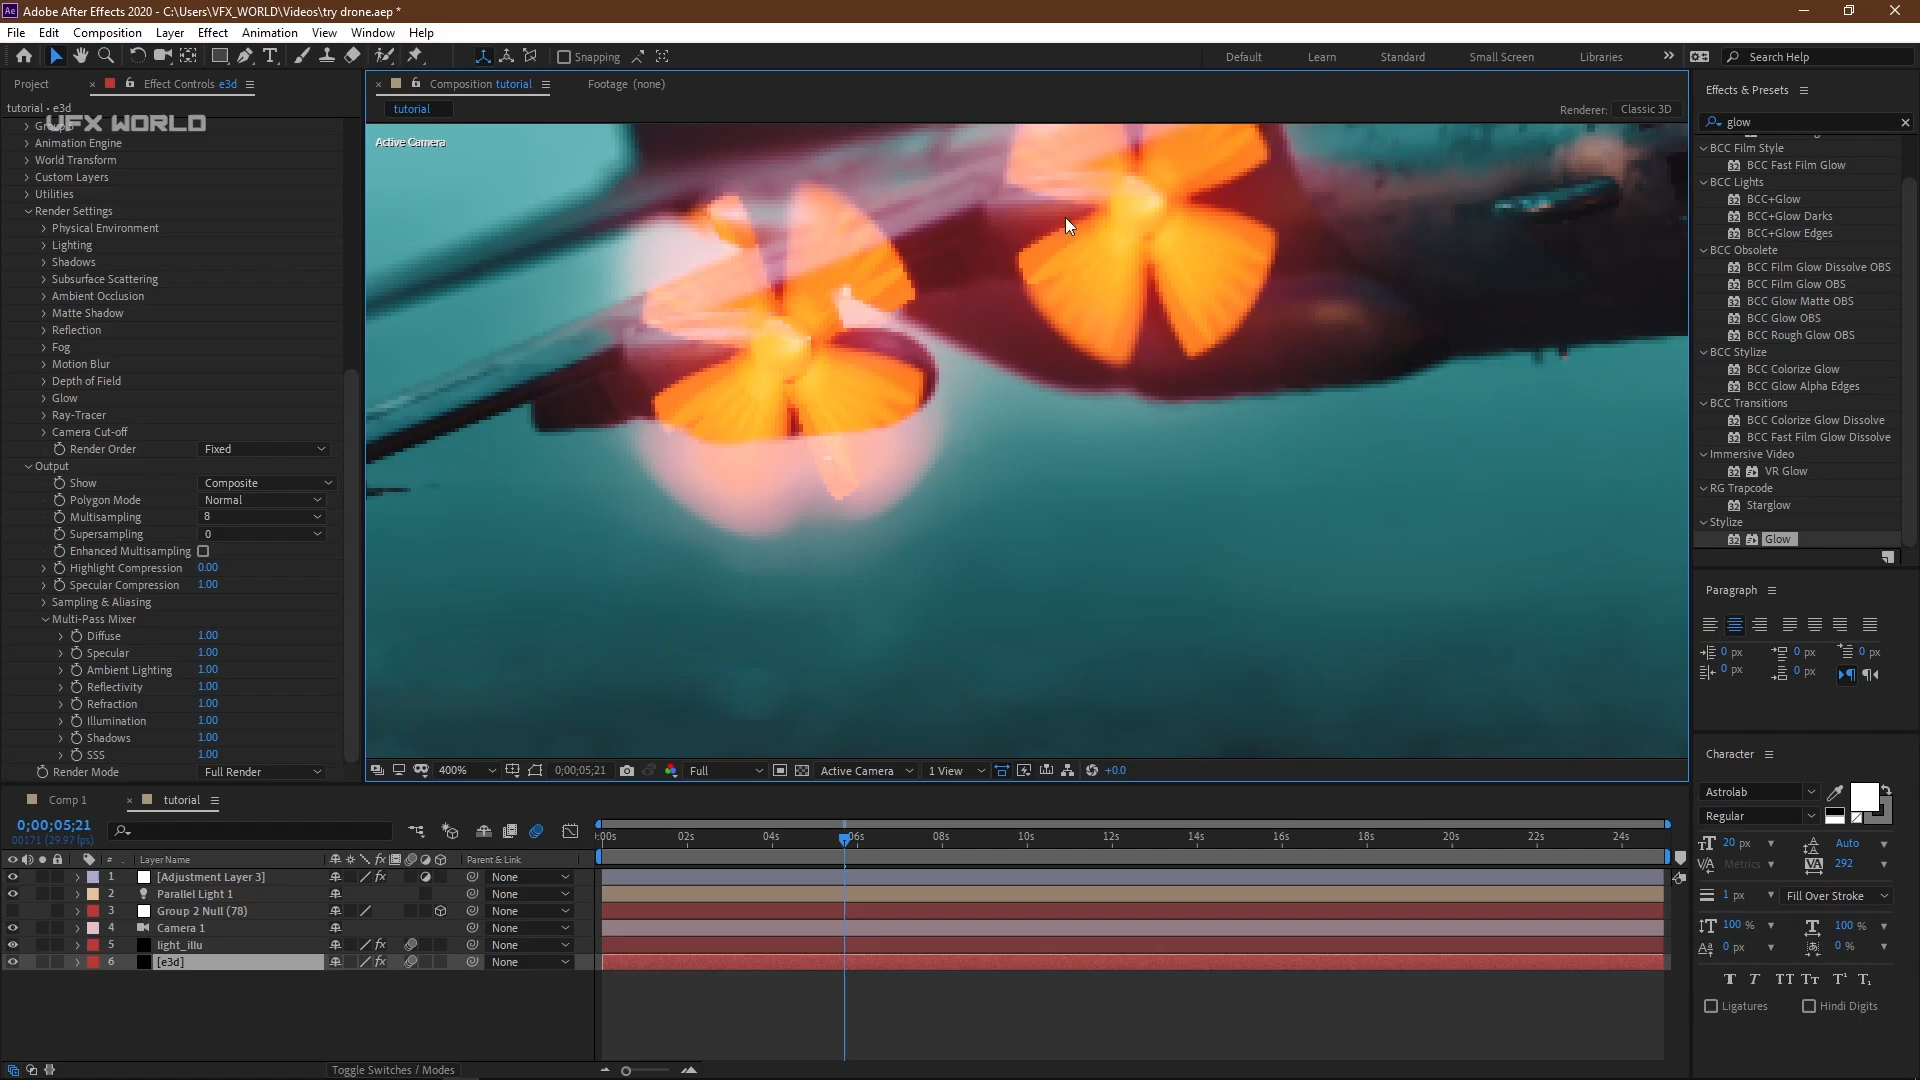 Adobe After Effects 2020 - C:\Users\VFX_WORLD\Videos\try drone.aep *
File Edit Composition Layer Effect Animation View Window Help
Snapping Default Learn Standard Small Screen Libraries Search Help
Project Effect Controls e3d
tutorial • e3d
VFX WORLD
Animation Engine
World Transform
Custom Layers
Utilities
Render Settings
Physical Environment
Lighting
Shadows
Subsurface Scattering
Ambient Occlusion
Matte Shadow
Reflection
Fog
Motion Blur
Depth of Field
Glow
Ray-Tracer
Camera Cut-off
Render Order Fixed
Output
Show Composite
Polygon Mode Normal
Multisampling 8
Supersampling 0
Enhanced Multisampling
Highlight Compression 0.00
Specular Compression 1.00
Sampling & Aliasing
Multi-Pass Mixer
Diffuse 1.00
Specular 1.00
Ambient Lighting 1.00
Reflectivity 1.00
Refraction 1.00
Illumination 1.00
Shadows 1.00
SSS 1.00
Render Mode Full Render
Composition tutorial Footage (none)
tutorial
Renderer: Classic 3D
Active Camera
400% 0;00;05;21 Full Active Camera 1 View +0.0
Effects & Presets
glow
BCC Film Style
BCC Fast Film Glow
BCC Lights
BCC+Glow
BCC+Glow Darks
BCC+Glow Edges
BCC Obsolete
BCC Film Glow Dissolve OBS
BCC Film Glow OBS
BCC Glow Matte OBS
BCC Glow OBS
BCC Rough Glow OBS
BCC Stylize
BCC Colorize Glow
BCC Glow Alpha Edges
BCC Transitions
BCC Colorize Glow Dissolve
BCC Fast Film Glow Dissolve
Immersive Video
VR Glow
RG Trapcode
Starglow
Stylize
Glow
Paragraph
0 px 0 px 0 px
0 px 0 px
Character
Astrolab
Regular
20 px Auto
Metrics 292
1 px Fill Over Stroke
100 % 100 %
0 px 0 %
Ligatures Hindi Digits
Comp 1 tutorial
0;00;05;21
00171 (29.97 fps)
# Layer Name Parent & Link
1 [Adjustment Layer 3] None
2 Parallel Light 1 None
3 Group 2 Null (78) None
4 Camera 1 None
5 light_illu None
6 [e3d] None
:00s 02s 04s 06s 08s 10s 12s 14s 16s 18s 20s 22s 24s
Toggle Switches / Modes